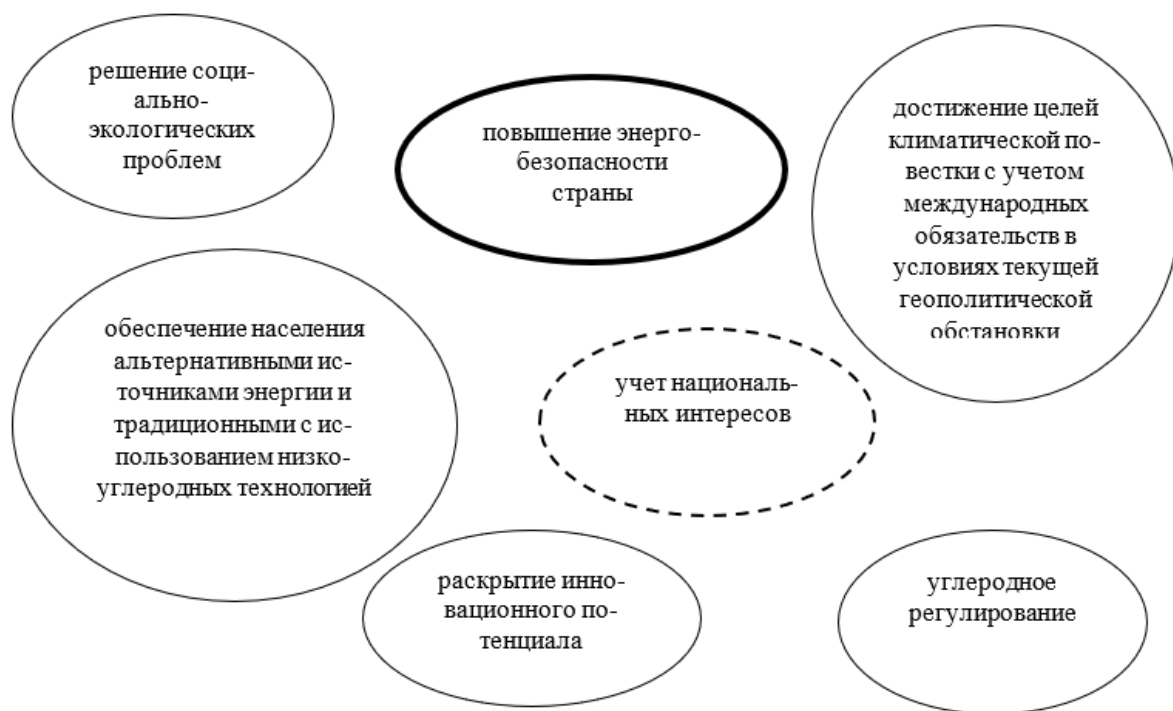 решение соци-
ально-
экологических
проблем
повышение энерго-
безопасности
страны
достижение целей
климатической по-
вестки с учетом
международных
обязательств в
условиях текущей
геополитической
обстановки
обеспечение населения
альтернативными ис-
точниками энергии и
традиционными с ис-
пользованием низко-
углеродных технологией
учет националь-
ных интересов
раскрытие инно-
вационного по-
тенциала
углеродное
регулирование